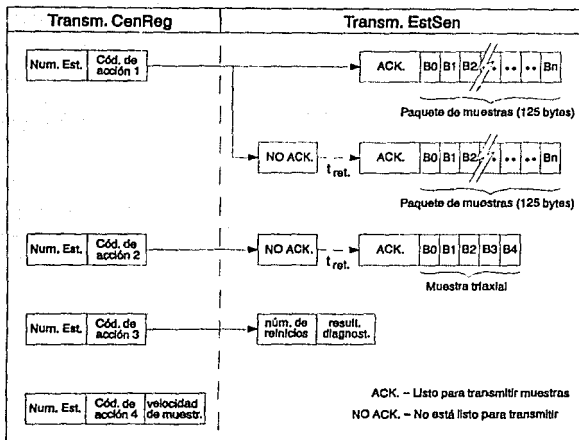 Transm. CenReg
Transm. EstSen
Num. Est.
Cód. de
acción 1
ACK.
B0 B1 B2 •• •• Bn
Paquete de muestras (125 bytes)
NO ACK.
t ret.
ACK.
B0 B1 B2 •• •• Bn
Paquete de muestras (125 bytes)
Num. Est.
Cód. de
acción 2
NO ACK.
t ret.
ACK.
B0 B1 B2 B3 B4
Muestra triaxial
Num. Est.
Cód. de
acción 3
núm. de
reinicios
result.
diagnost.
Num. Est.
Cód. de
acción 4
velocidad
de muestr.
ACK. – Listo para transmitir muestras
NO ACK. – No está listo para transmitir